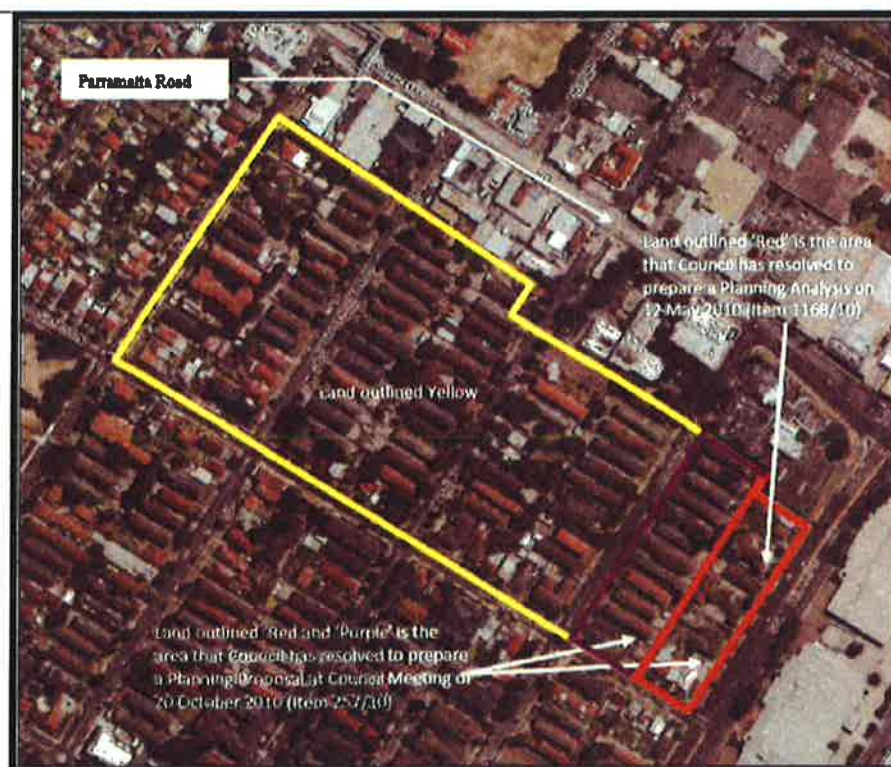 Parramatta Road
Land outlined 'Red' is the area
that Council has resolved to
prepare a Planning Analysis on
12 May 2010 (Item 1168/10)
Land outlined Yellow
Land outlined 'Red and 'Purple' is the
area that Council has resolved to prepare
a Planning Proposal at Council Meeting of
20 October 2010 (Item 257/10)